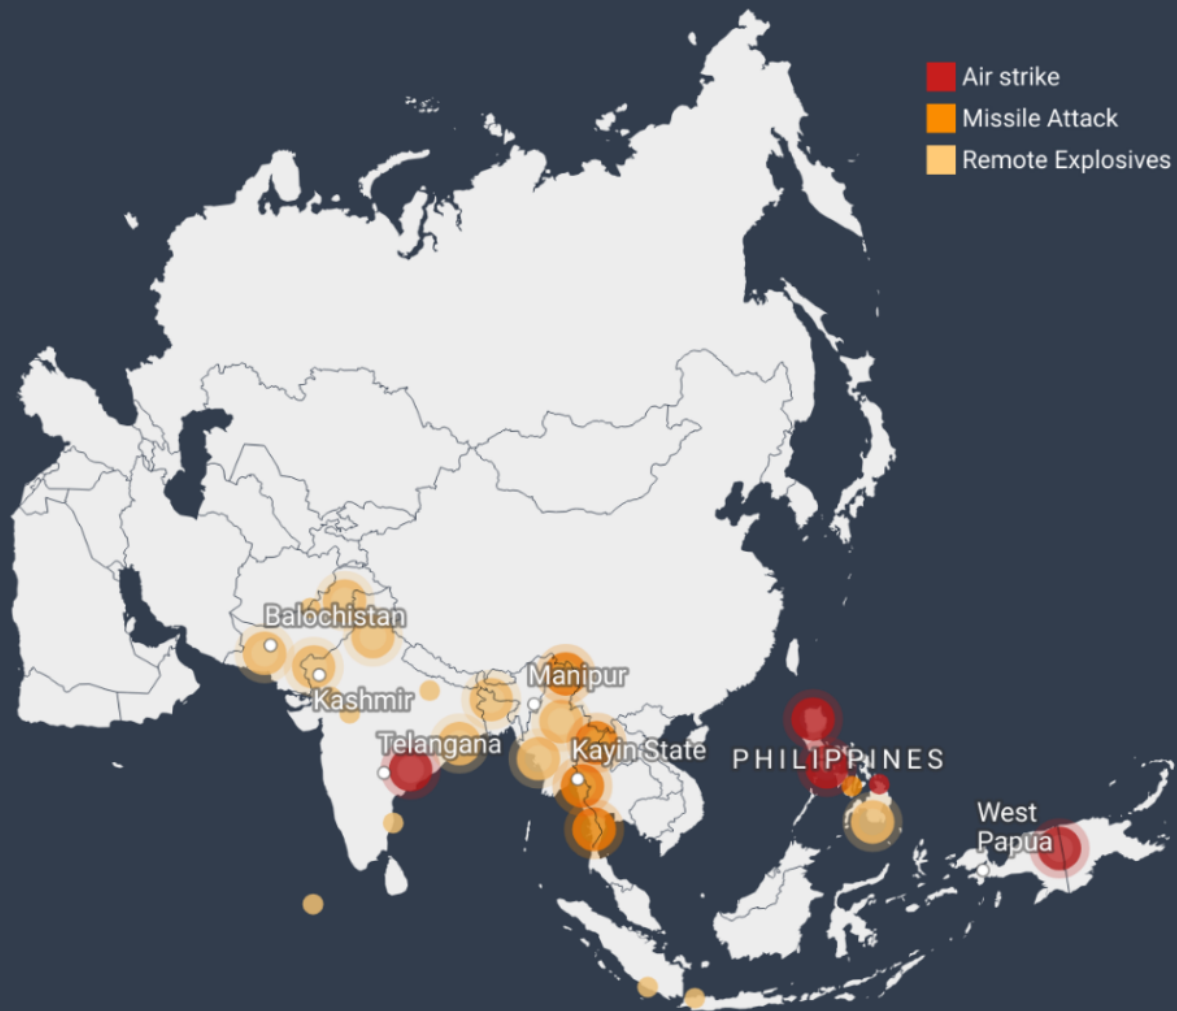 Air strike
Missile Attack
Remote Explosives
Balochistan
Manipur
Kashmir
Telangana
Kayin State
PHILIPPINES
West
Papua